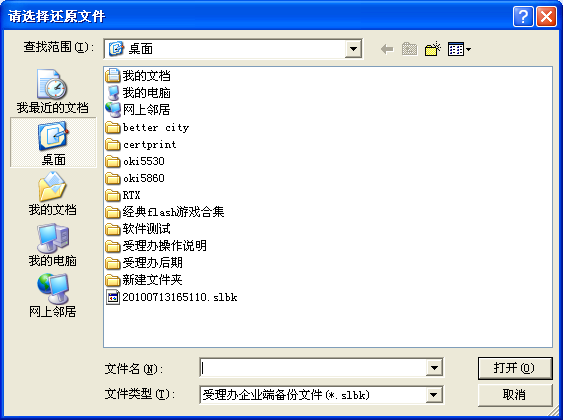 请选择还原文件
查找范围(I):
桌面
我最近的文档
桌面
我的文档
我的电脑
网上邻居
我的文档
我的电脑
网上邻居
better city
certprint
oki5530
oki5860
RTX
经典flash游戏合集
软件测试
受理办操作说明
受理办后期
新建文件夹
20100713165110.slbk
文件名(N):
打开(O)
文件类型(T):
受理办企业端备份文件(*.slbk)
取消